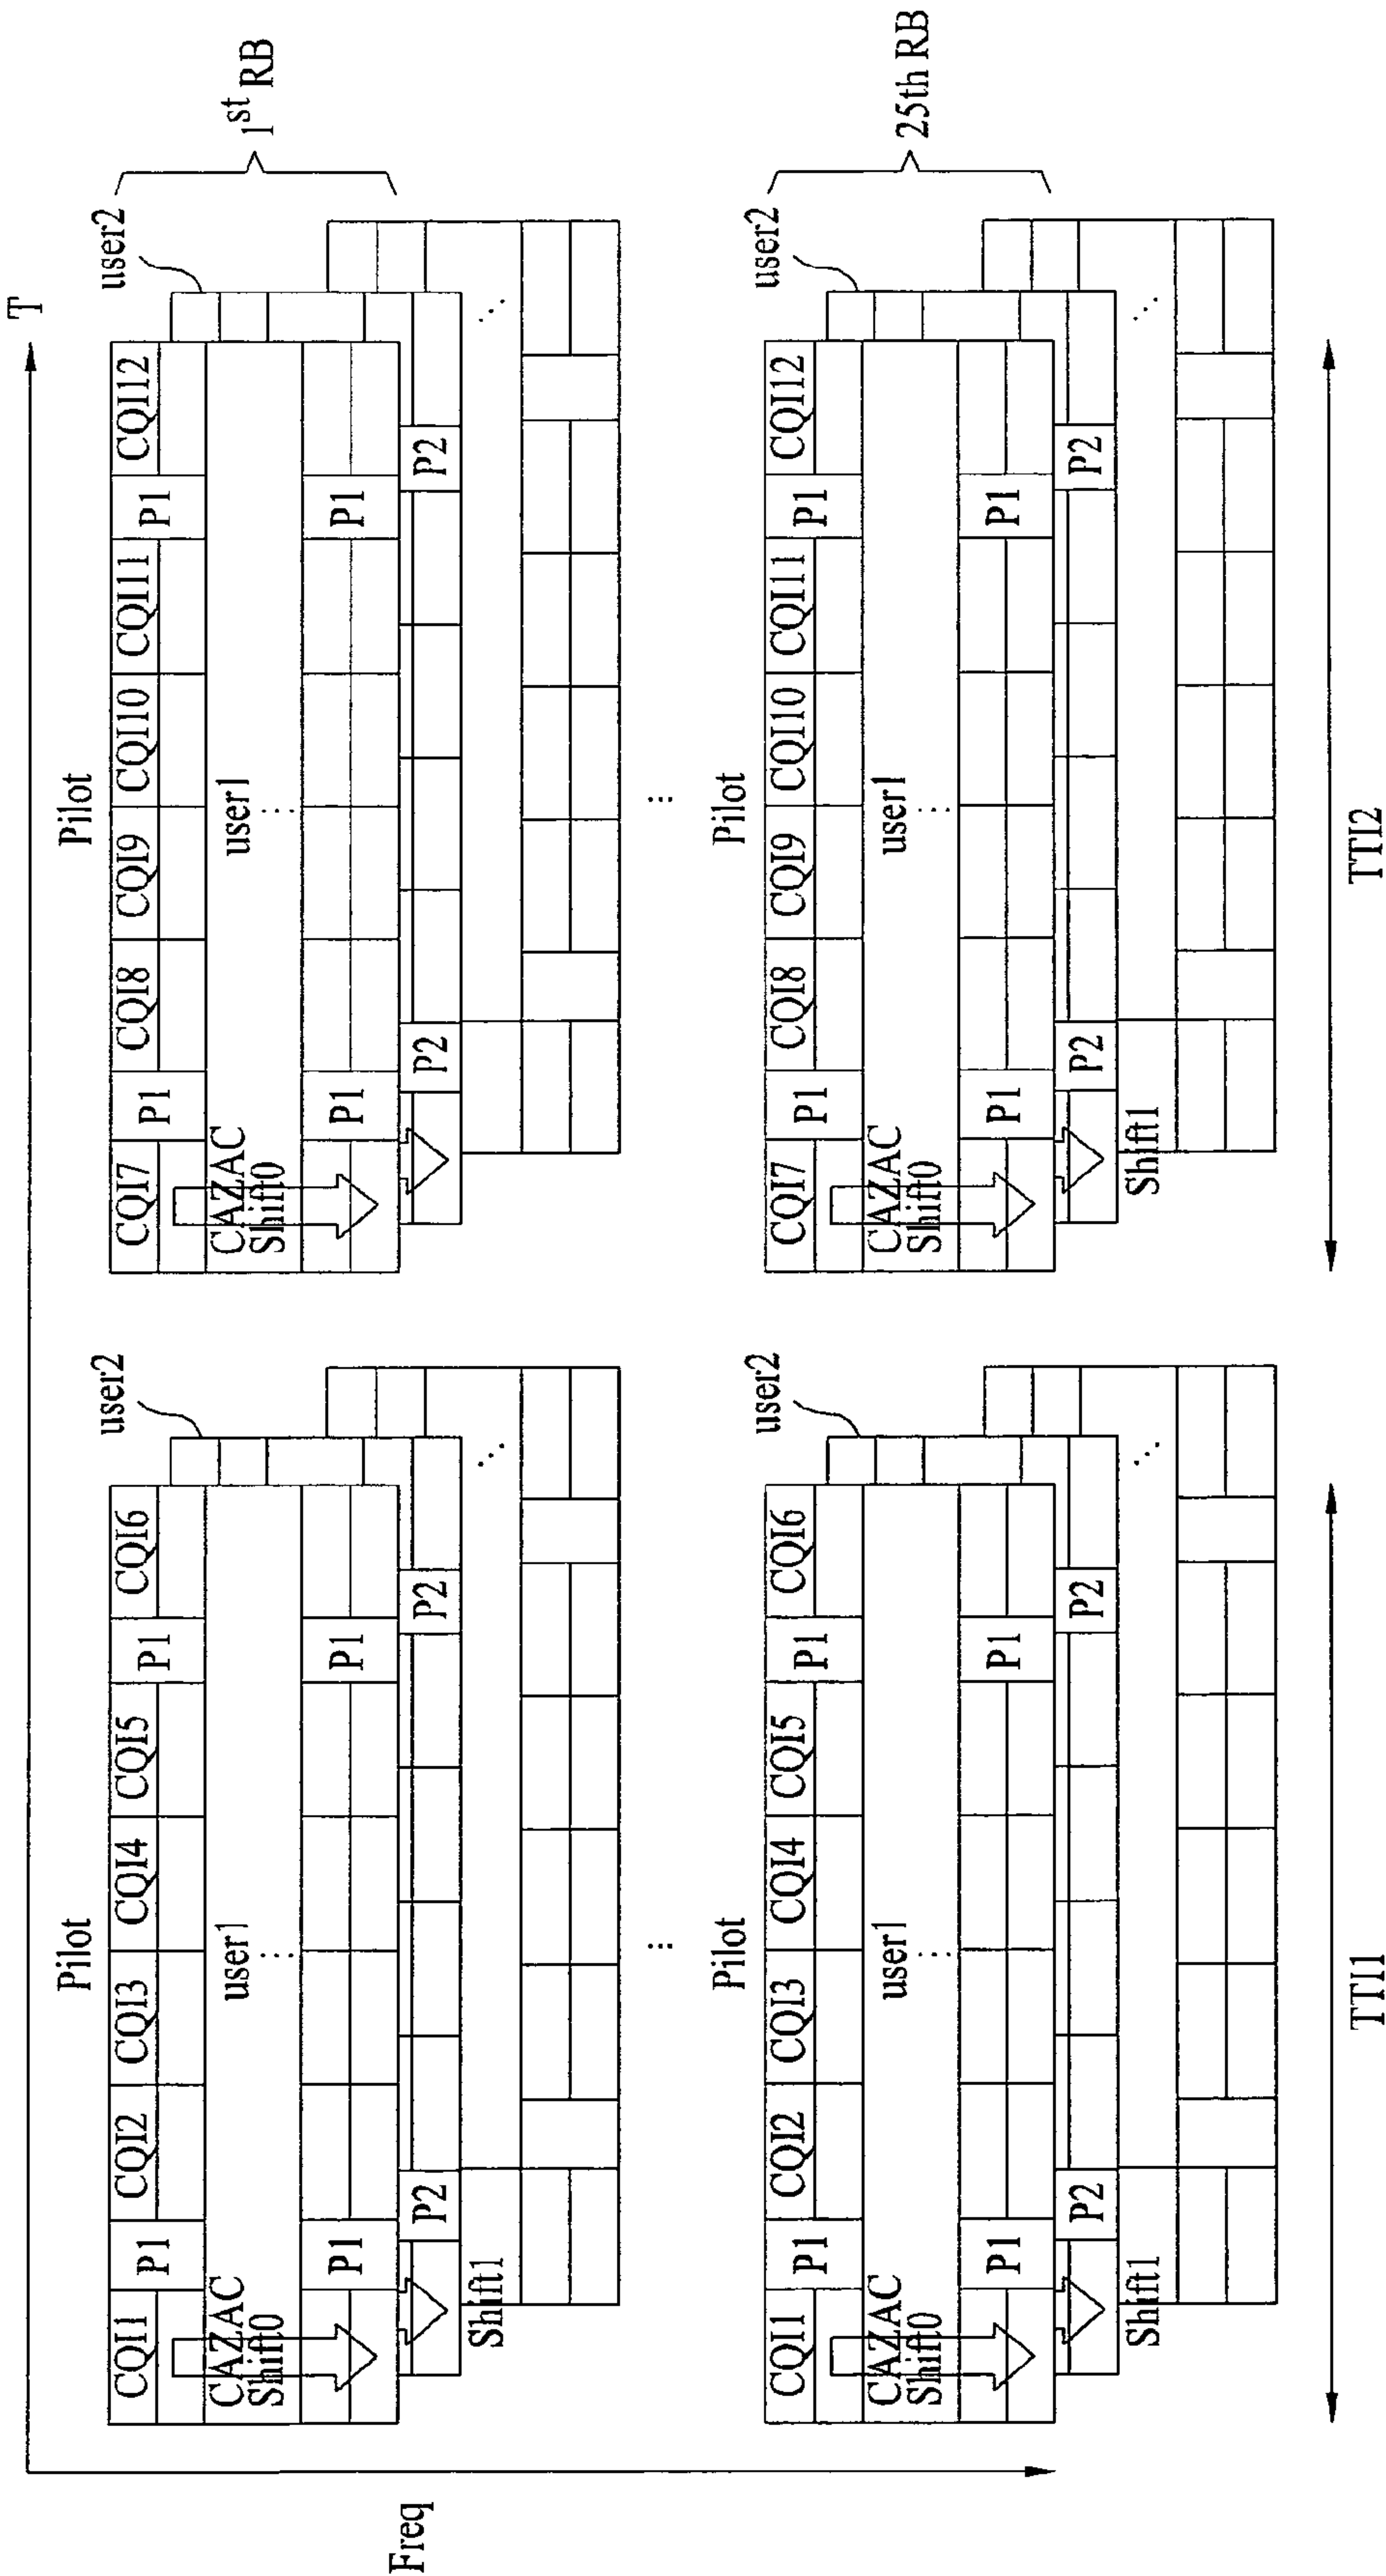 T
Pilot
Pilot
user2
user2
CQI1 P1 CQI2 CQI3 CQI4 CQI5 P1 CQI6
CQI7 P1 CQI8 CQI9 CQI10 CQI11 P1 CQI12
CAZAC
Shift0
user1
CAZAC
Shift0
user1
1st RB
P1 P1
P1 P1
P2 P2
P2 P2
Freq
Shift1
Pilot
Pilot
user2
user2
CQI1 P1 CQI2 CQI3 CQI4 CQI5 P1 CQI6
CQI7 P1 CQI8 CQI9 CQI10 CQI11 P1 CQI12
CAZAC
Shift0
user1
CAZAC
Shift0
user1
25th RB
P1 P1
P1 P1
P2 P2
P2 P2
Shift1
Shift1
TTI1
TTI2